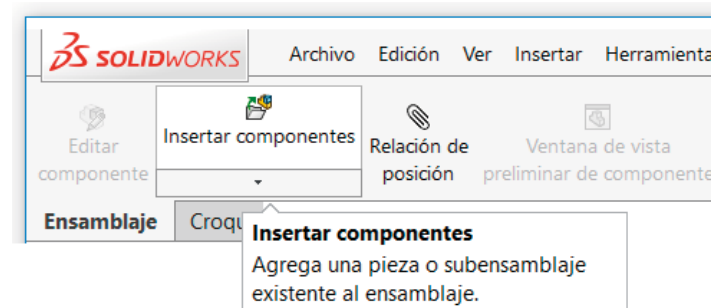 SOLIDWORKS Archivo Edición Ver Insertar Herramienta
Editar componente
Insertar componentes
Relación de posición
Ventana de vista preliminar de componente
Ensamblaje Croqu
Insertar componentes
Agrega una pieza o subensamblaje
existente al ensamblaje.